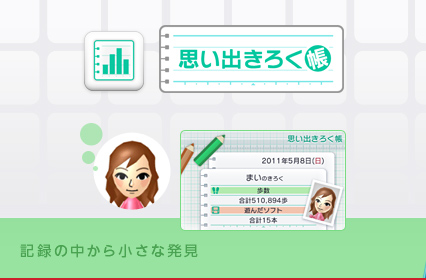 思い出きろく帳
思い出きろく帳
2011年5月8日(日)
まいのきろく
歩数
合計510,894歩
遊んだソフト
合計15本
記録の中から小さな発見